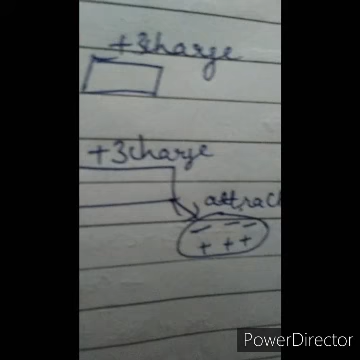 +3charge
+3charge
attrac
- - -
+ + +
PowerDirector